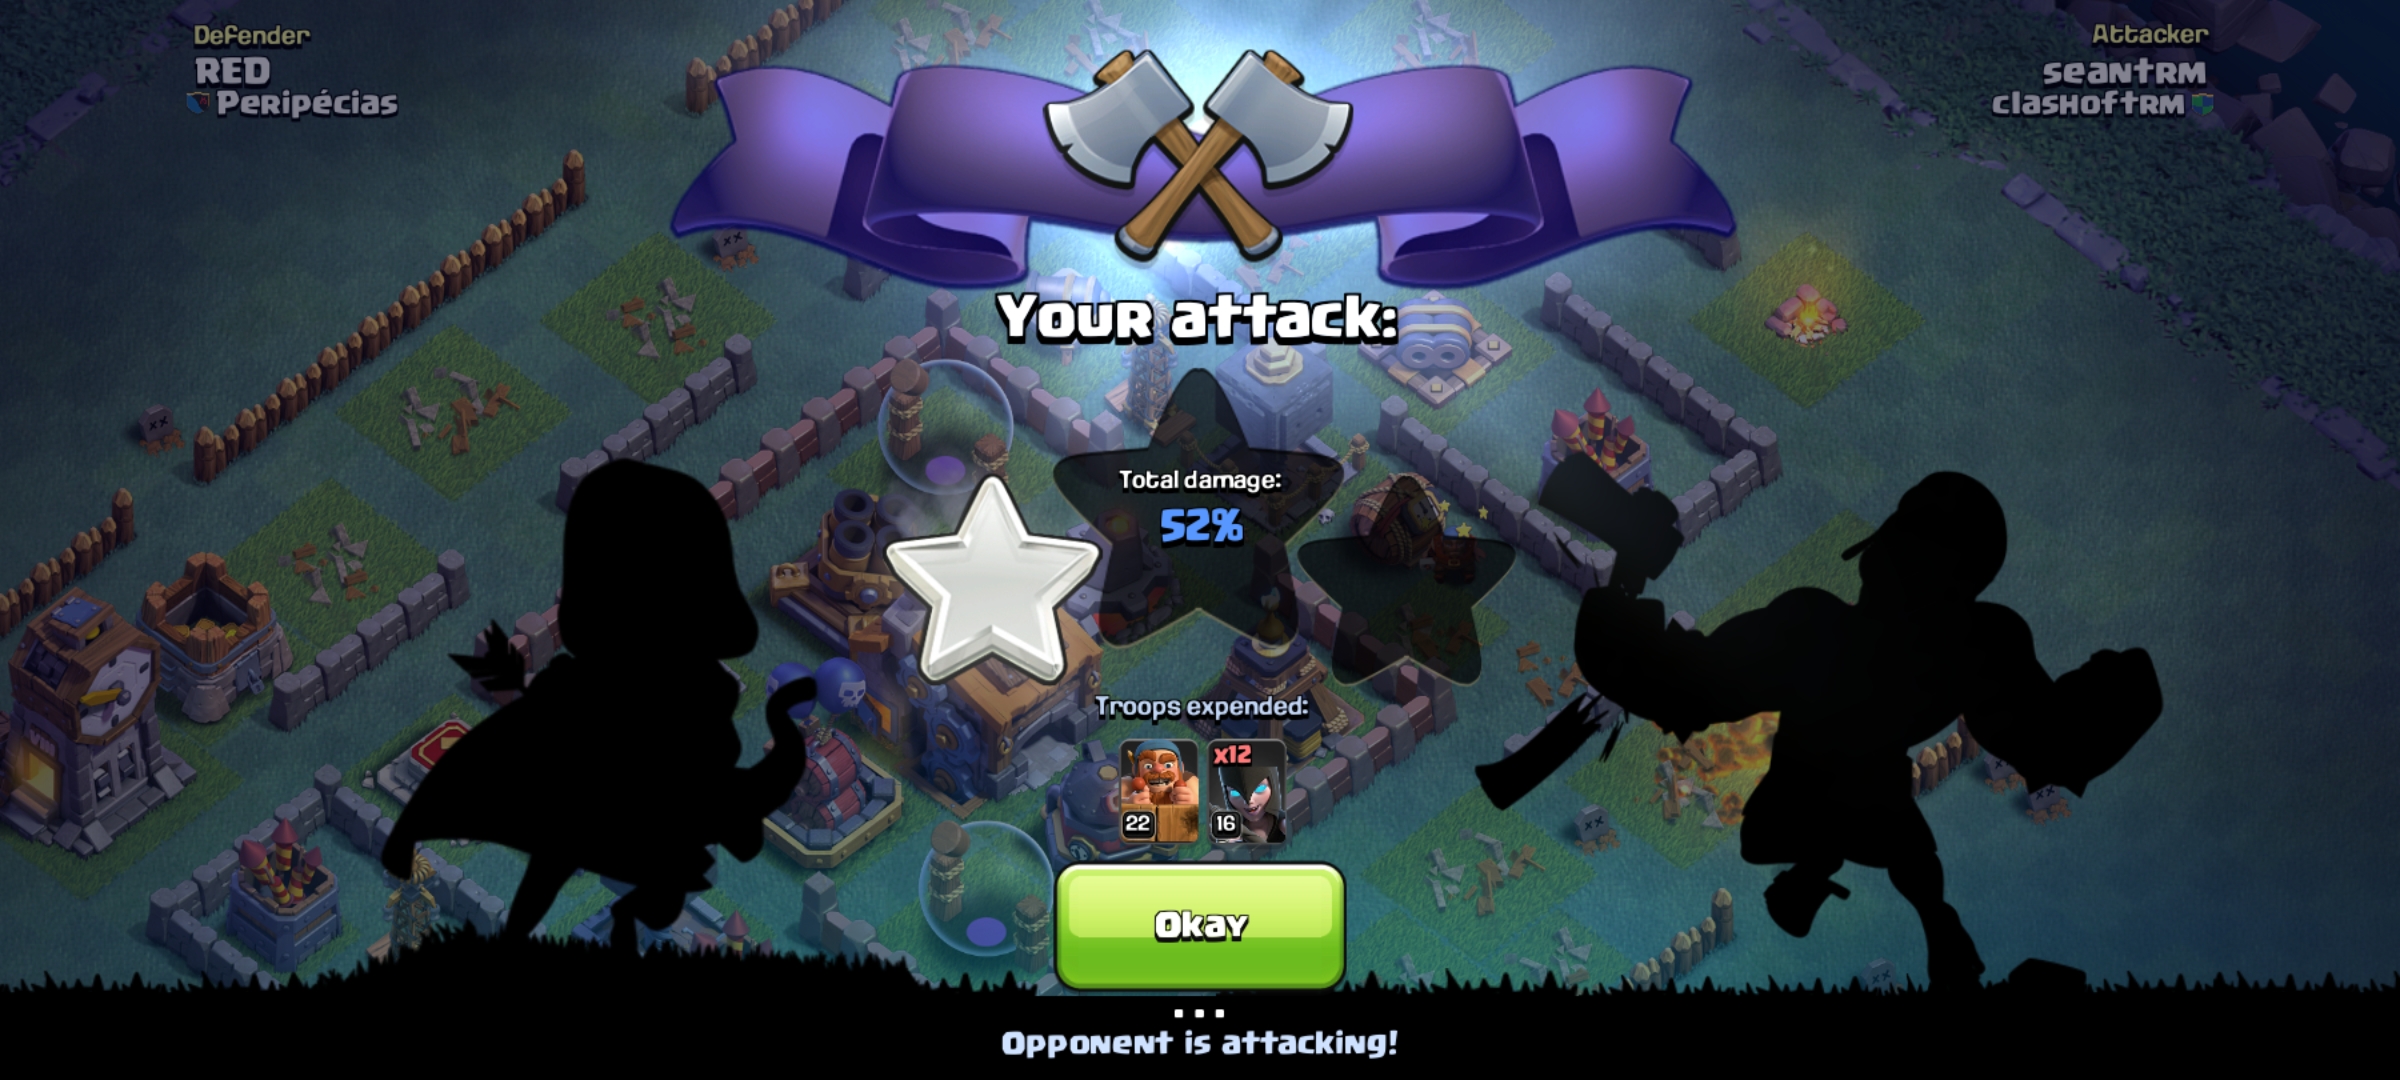 Defender
RED
Peripécias
Attacker
seantRM
clashoftRM
Your attack:
Total damage:
52%
Troops expended:
22
x12
16
Okay
...
Opponent is attacking!